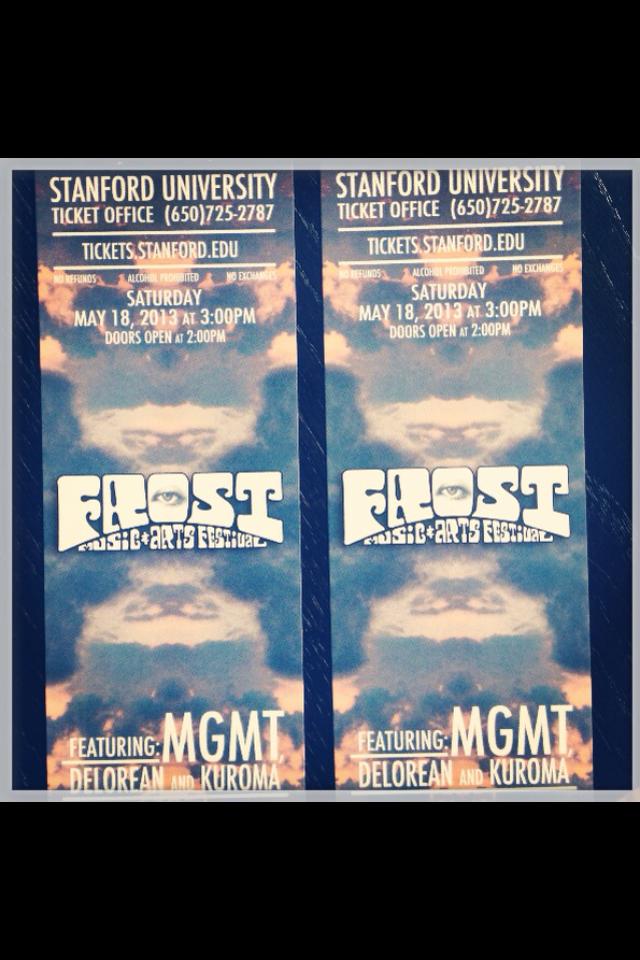 STANFORD UNIVERSITY
TICKET OFFICE (650)725-2787
TICKETS.STANFORD.EDU
NO REFUNDS ALCOHOL PROHIBITED NO EXCHANGES
SATURDAY
MAY 18, 2013 AT 3:00PM
DOORS OPEN AT 2:00PM
FROST
MUSIC*ARTS FESTIVAL
FEATURING: MGMT,
DELOREAN AND KUROMA
STANFORD UNIVERSITY
TICKET OFFICE (650)725-2787
TICKETS.STANFORD.EDU
NO REFUNDS ALCOHOL PROHIBITED NO EXCHANGES
SATURDAY
MAY 18, 2013 AT 3:00PM
DOORS OPEN AT 2:00PM
FROST
MUSIC*ARTS FESTIVAL
FEATURING: MGMT,
DELOREAN AND KUROMA